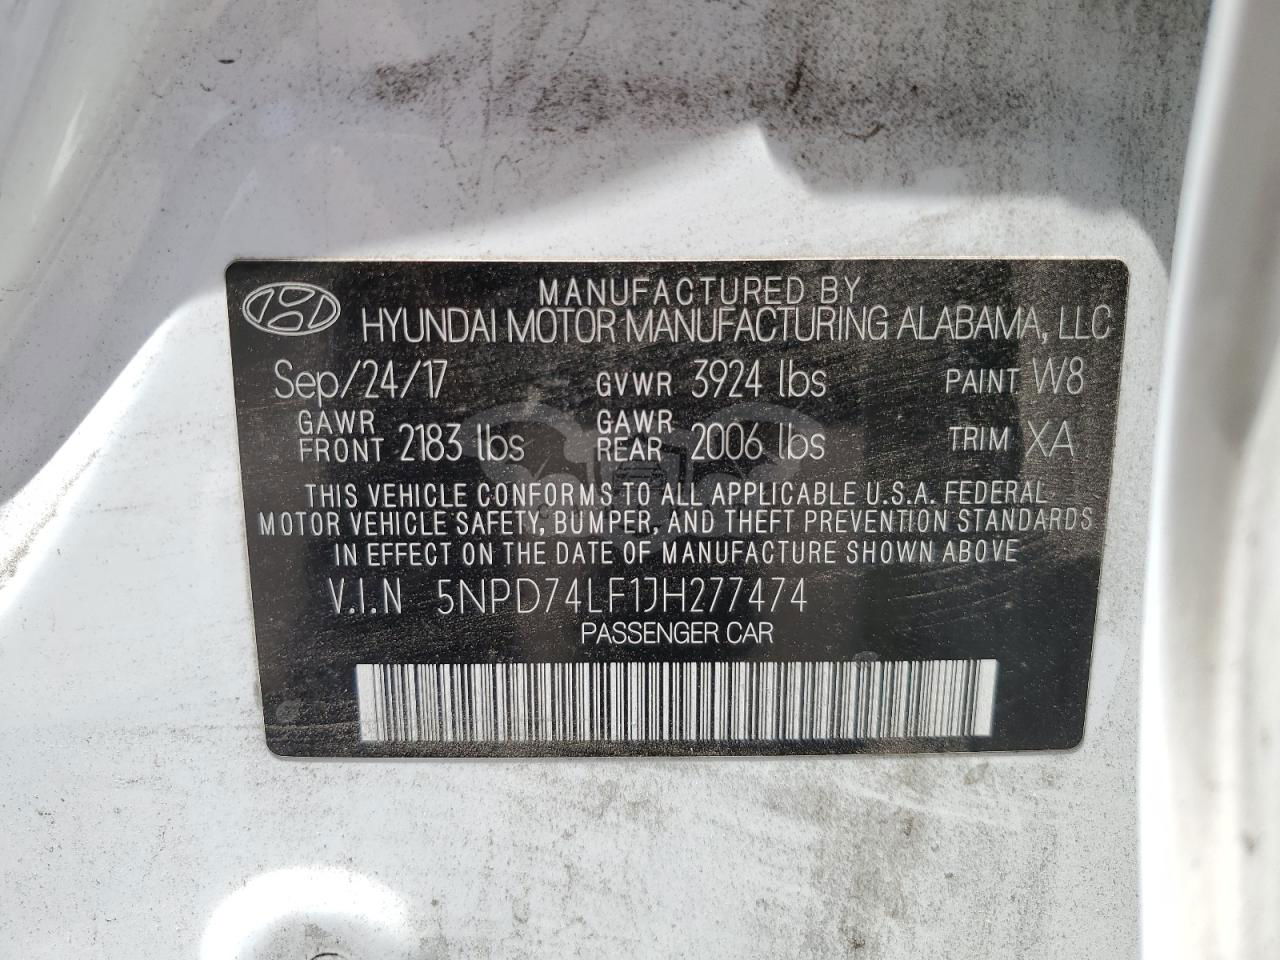 MANUFACTURED BY
HYUNDAI MOTOR MANUFACTURING ALABAMA, LLC
Sep/24/17 GVWR 3924 lbs PAINT W8
GAWR FRONT 2183 lbs GAWR REAR 2006 lbs TRIM XA
THIS VEHICLE CONFORMS TO ALL APPLICABLE U.S.A. FEDERAL
MOTOR VEHICLE SAFETY, BUMPER, AND THEFT PREVENTION STANDARDS
IN EFFECT ON THE DATE OF MANUFACTURE SHOWN ABOVE
V.I.N 5NPD74LF1JH277474
PASSENGER CAR